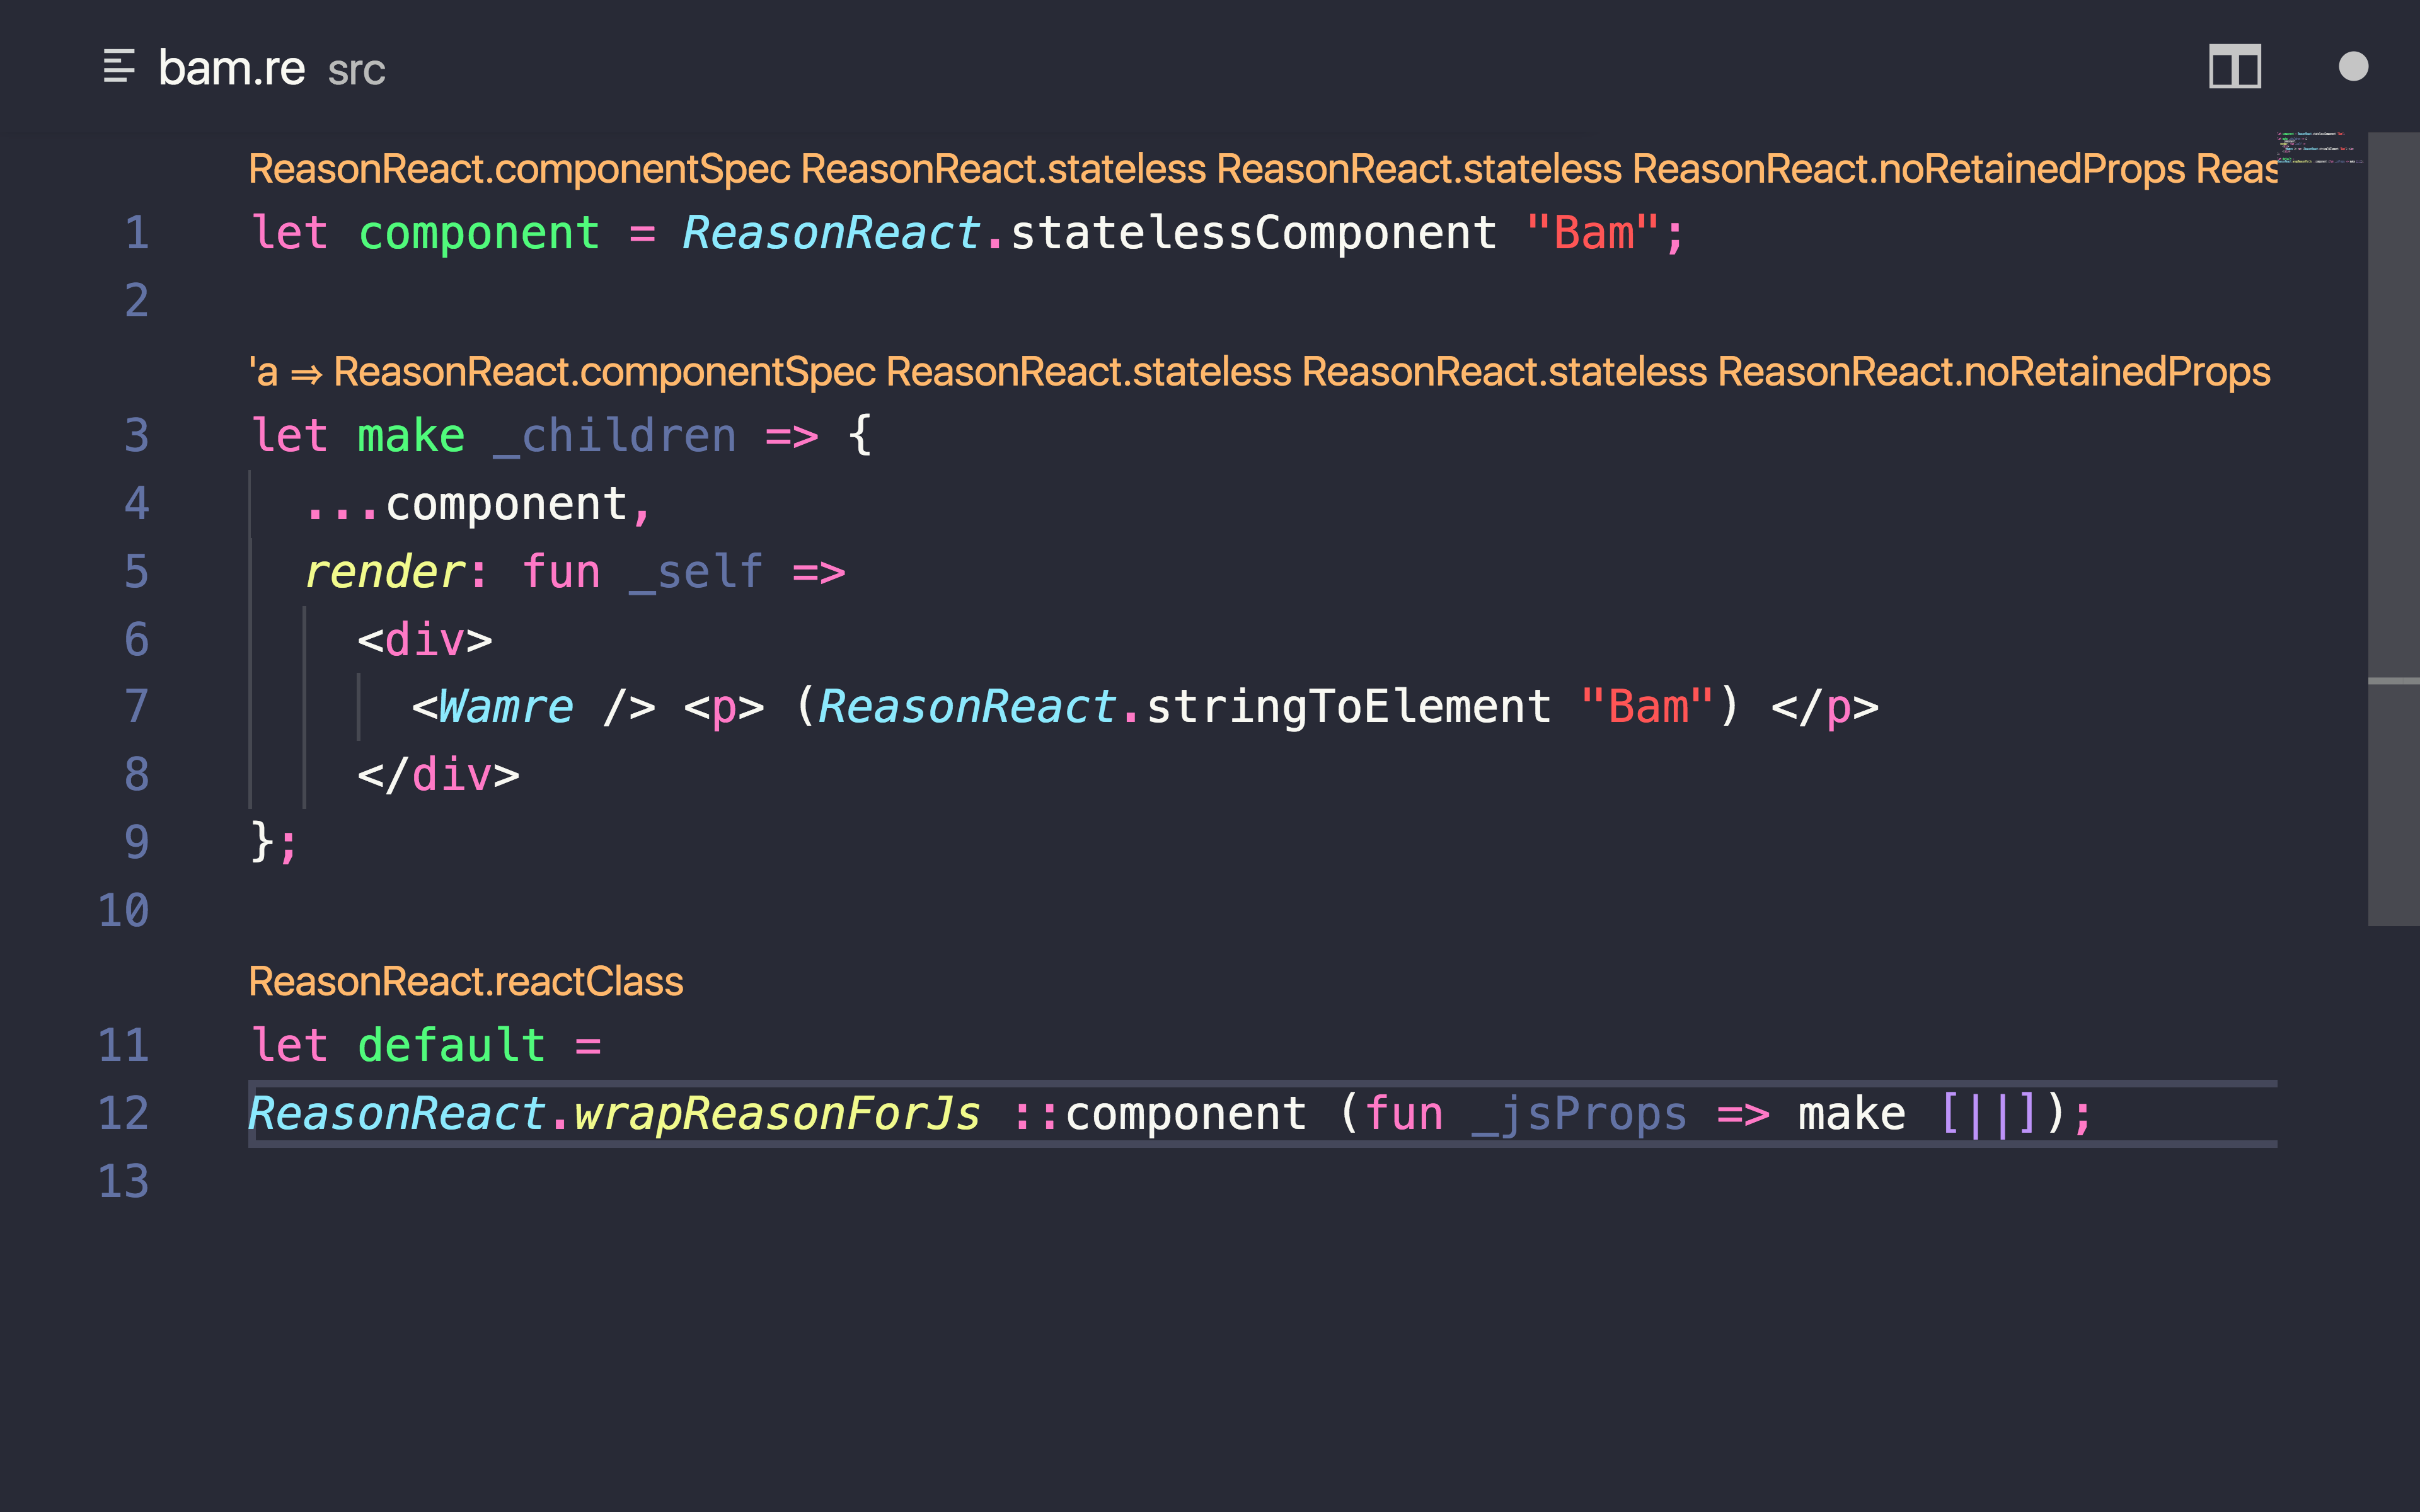 bam.re src
ReasonReact.componentSpec ReasonReact.stateless ReasonReact.stateless ReasonReact.noRetainedProps Reas
1 let component = ReasonReact.statelessComponent "Bam";
2
'a ⇒ ReasonReact.componentSpec ReasonReact.stateless ReasonReact.stateless ReasonReact.noRetainedProps
3 let make _children => {
4   ...component,
5   render: fun _self =>
6     <div>
7       <Wamre /> <p> (ReasonReact.stringToElement "Bam") </p>
8     </div>
9 };
10
ReasonReact.reactClass
11 let default =
12 ReasonReact.wrapReasonForJs ::component (fun _jsProps => make [||]);
13